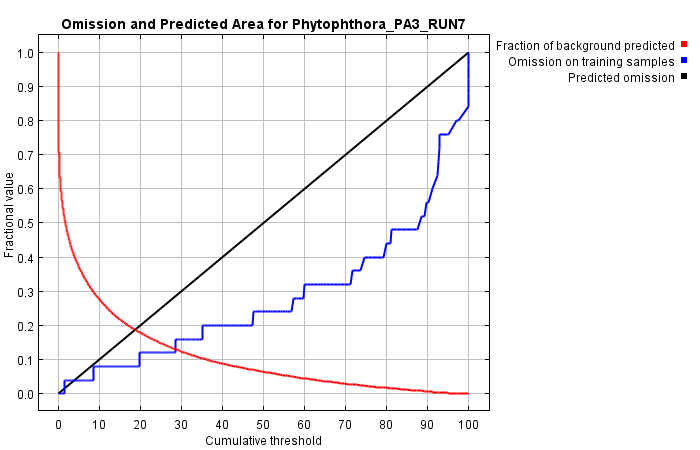 Omission and Predicted Area for Phytophthora_PA3_RUN7
Fraction of background predicted
Omission on training samples
Predicted omission
1.0
0.9
0.8
0.7
0.6
0.5
0.4
0.3
0.2
0.1
0.0
Fractional value
0 10 20 30 40 50 60 70 80 90 100
Cumulative threshold